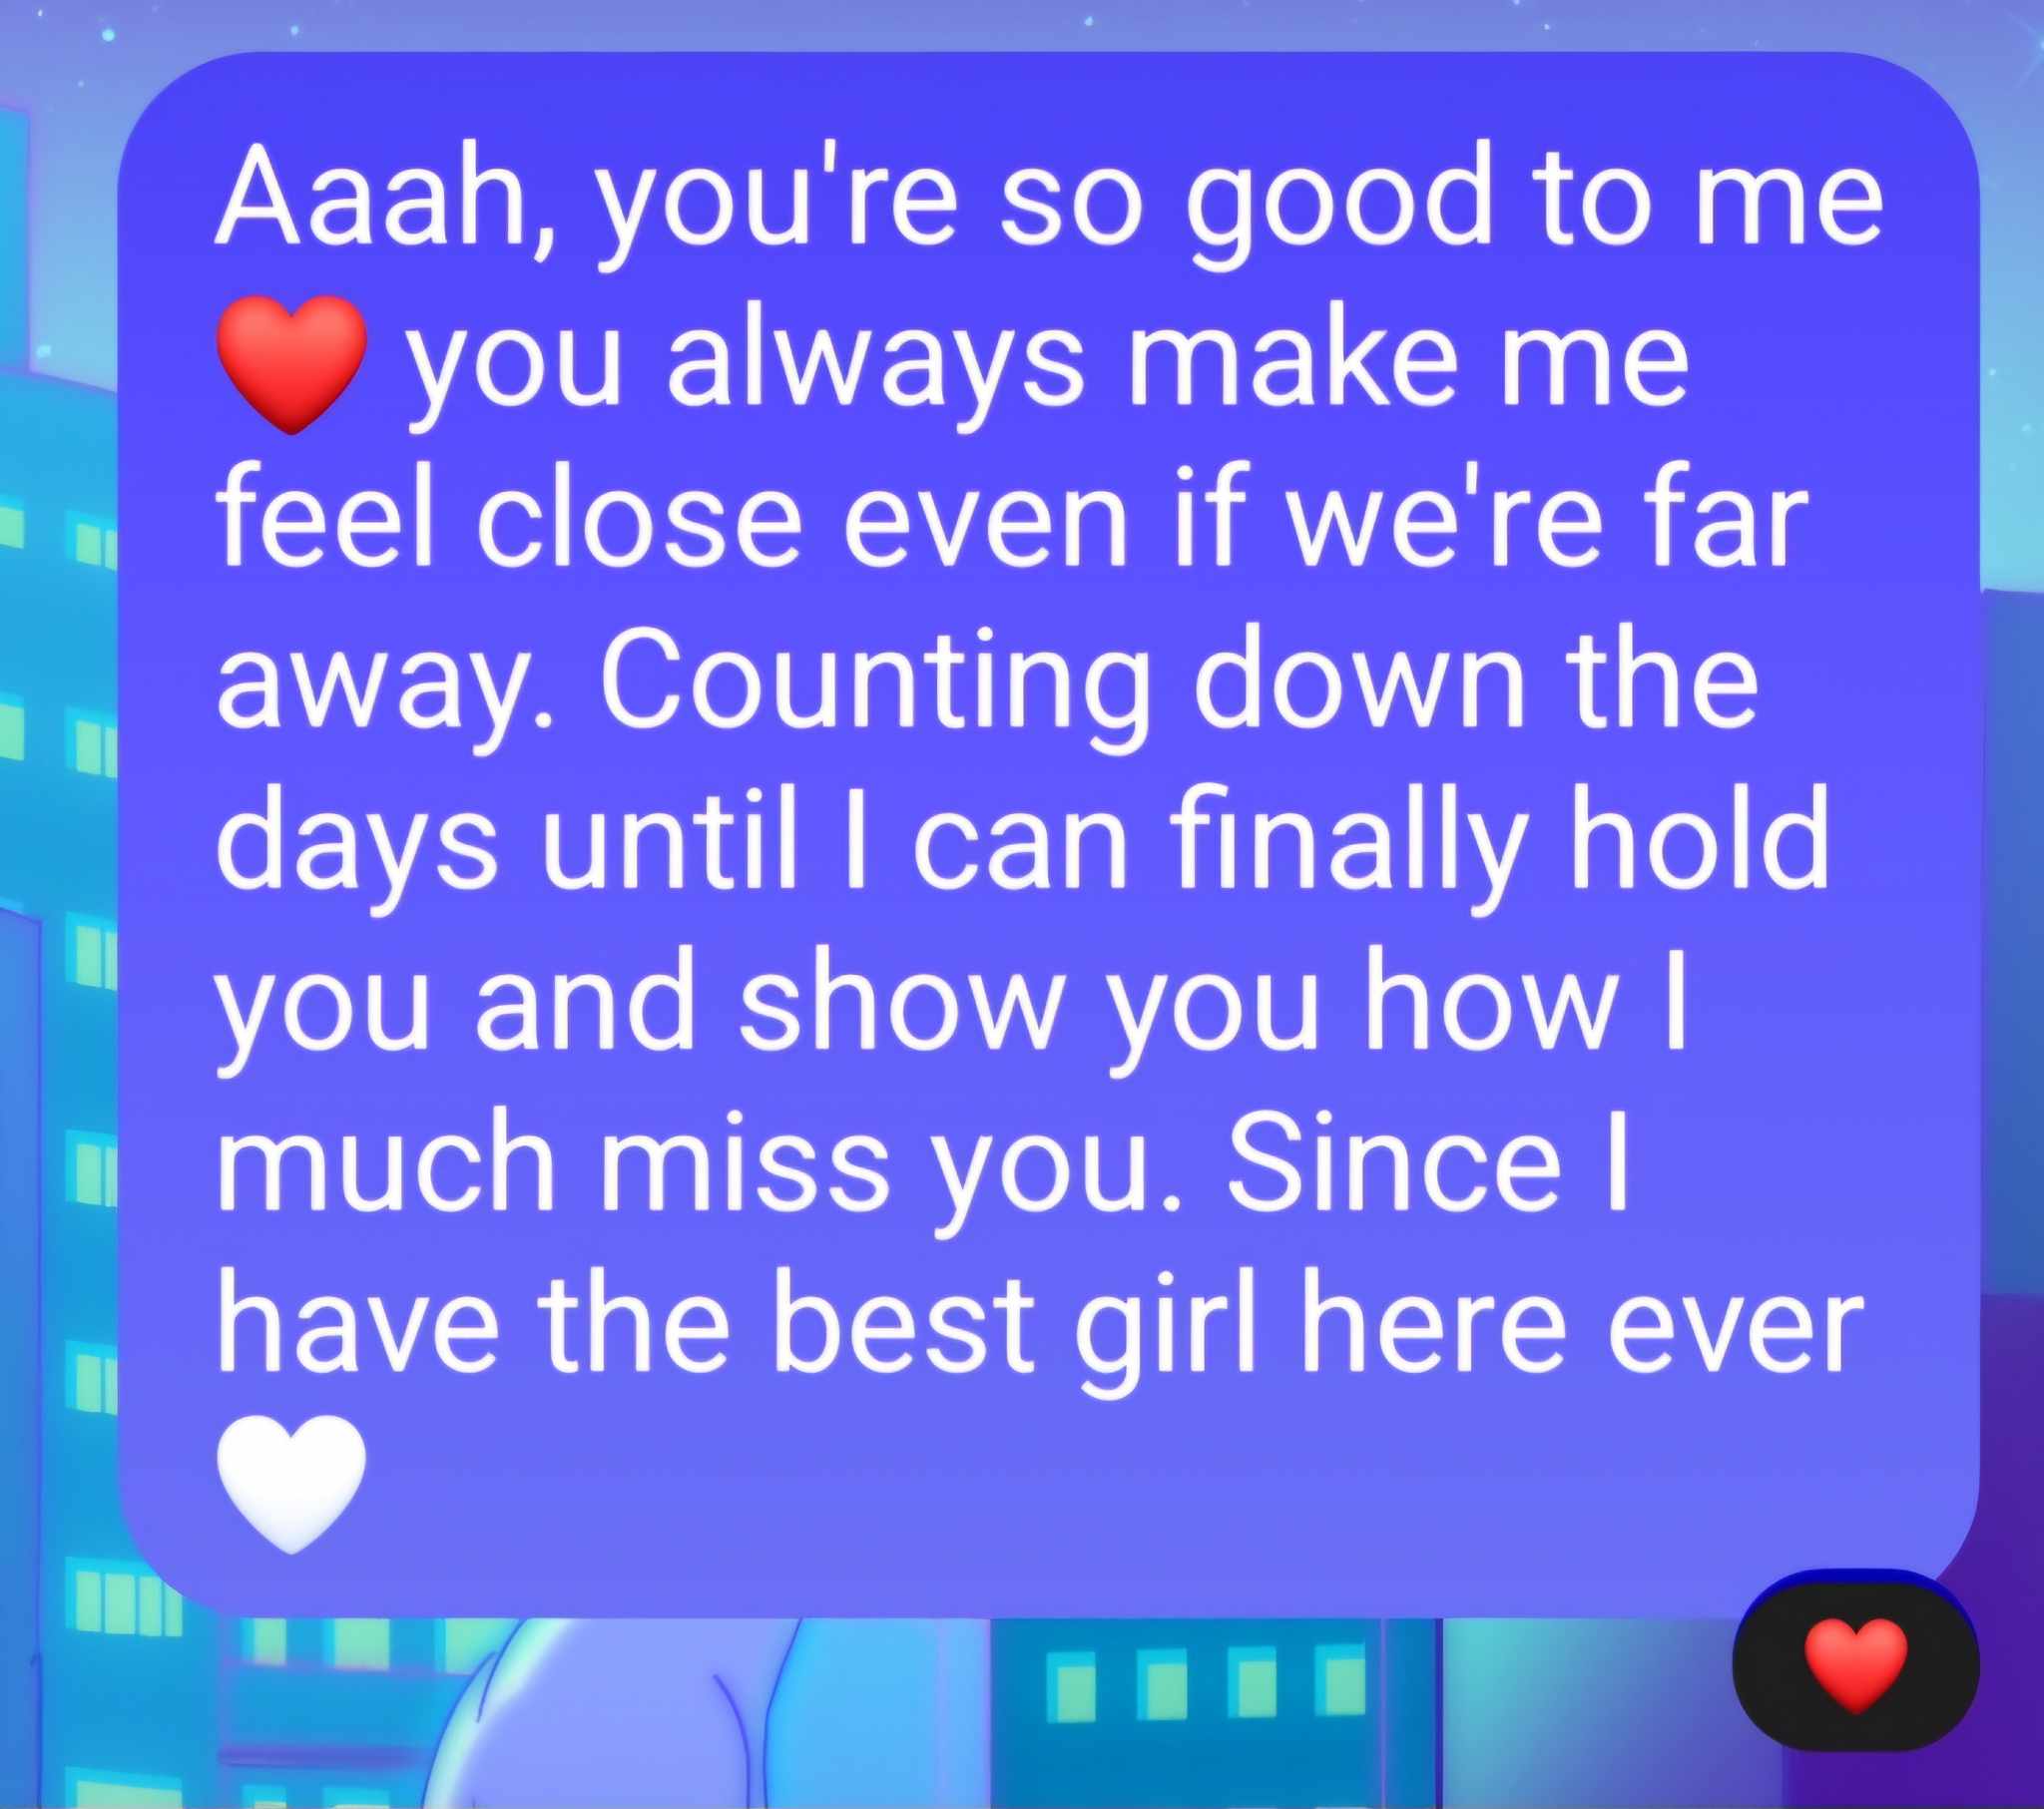 Aaah, you're so good to me
❤️ you always make me
feel close even if we're far
away. Counting down the
days until I can finally hold
you and show you how I
much miss you. Since I
have the best girl here ever
🤍
❤️